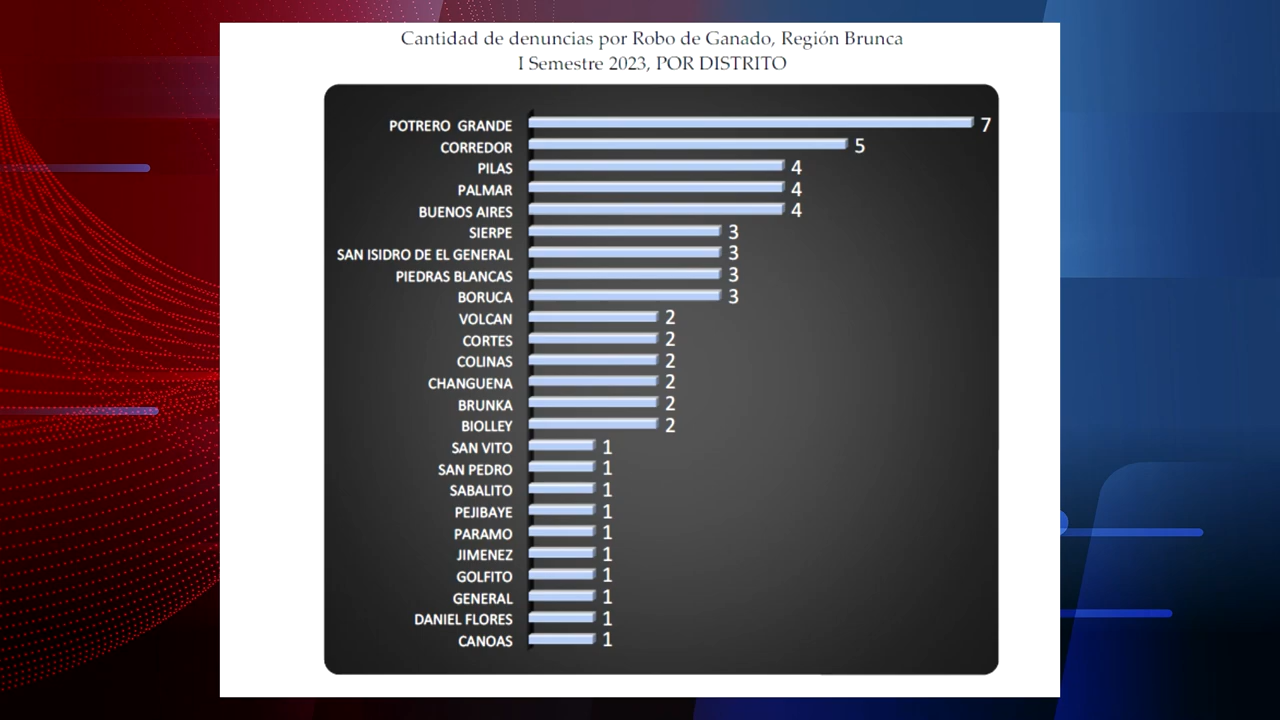 Cantidad de denuncias por Robo de Ganado, Región Brunca
I Semestre 2023, POR DISTRITO
POTRERO GRANDE 7
CORREDOR 5
PILAS 4
PALMAR 4
BUENOS AIRES 4
SIERPE 3
SAN ISIDRO DE EL GENERAL 3
PIEDRAS BLANCAS 3
BORUCA 3
VOLCAN 2
CORTES 2
COLINAS 2
CHANGUENA 2
BRUNKA 2
BIOLLEY 2
SAN VITO 1
SAN PEDRO 1
SABALITO 1
PEJIBAYE 1
PARAMO 1
JIMENEZ 1
GOLFITO 1
GENERAL 1
DANIEL FLORES 1
CANOAS 1